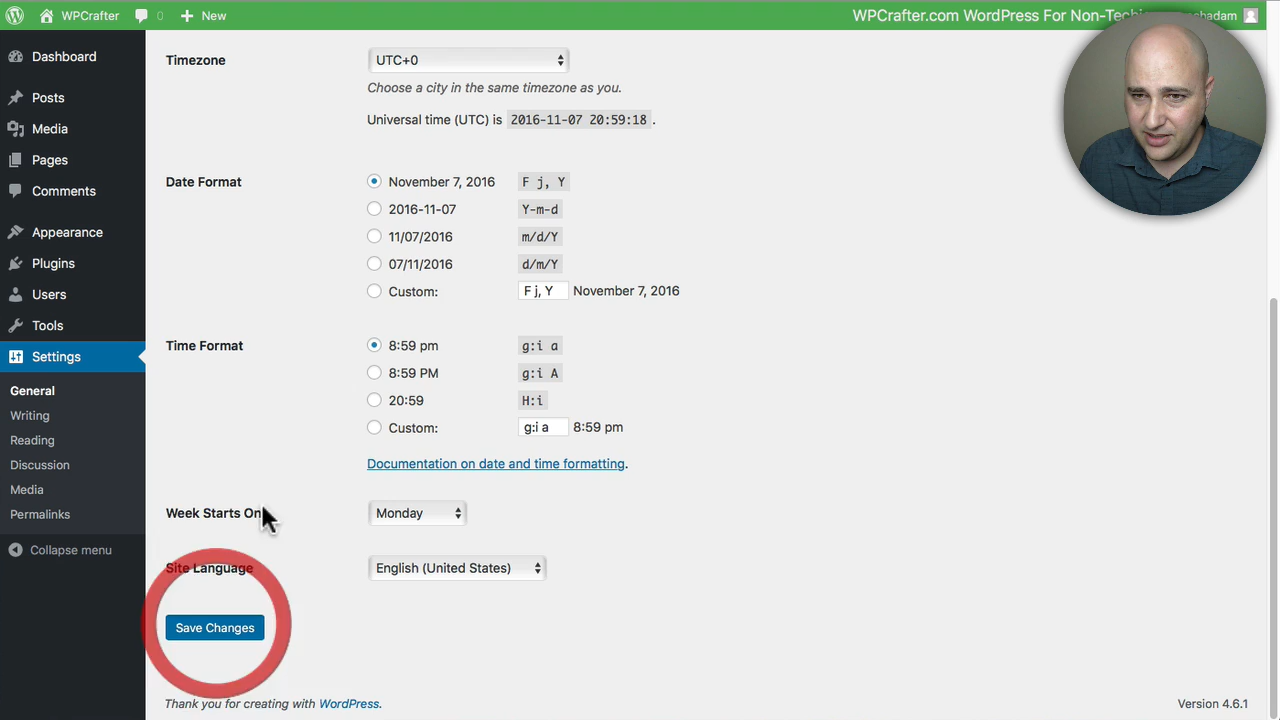 WPCrafter 0 New WPCrafter.com WordPress For Non-Techi adam
Dashboard
Posts
Media
Pages
Comments
Appearance
Plugins
Users
Tools
Settings
General
Writing
Reading
Discussion
Media
Permalinks
Collapse menu
Timezone UTC+0
Choose a city in the same timezone as you.
Universal time (UTC) is 2016-11-07 20:59:18 .
Date Format November 7, 2016 F j, Y
2016-11-07 Y-m-d
11/07/2016 m/d/Y
07/11/2016 d/m/Y
Custom: F j, Y November 7, 2016
Time Format 8:59 pm g:i a
8:59 PM g:i A
20:59 H:i
Custom: g:i a 8:59 pm
Documentation on date and time formatting.
Week Starts On Monday
Site Language English (United States)
Save Changes
Thank you for creating with WordPress. Version 4.6.1